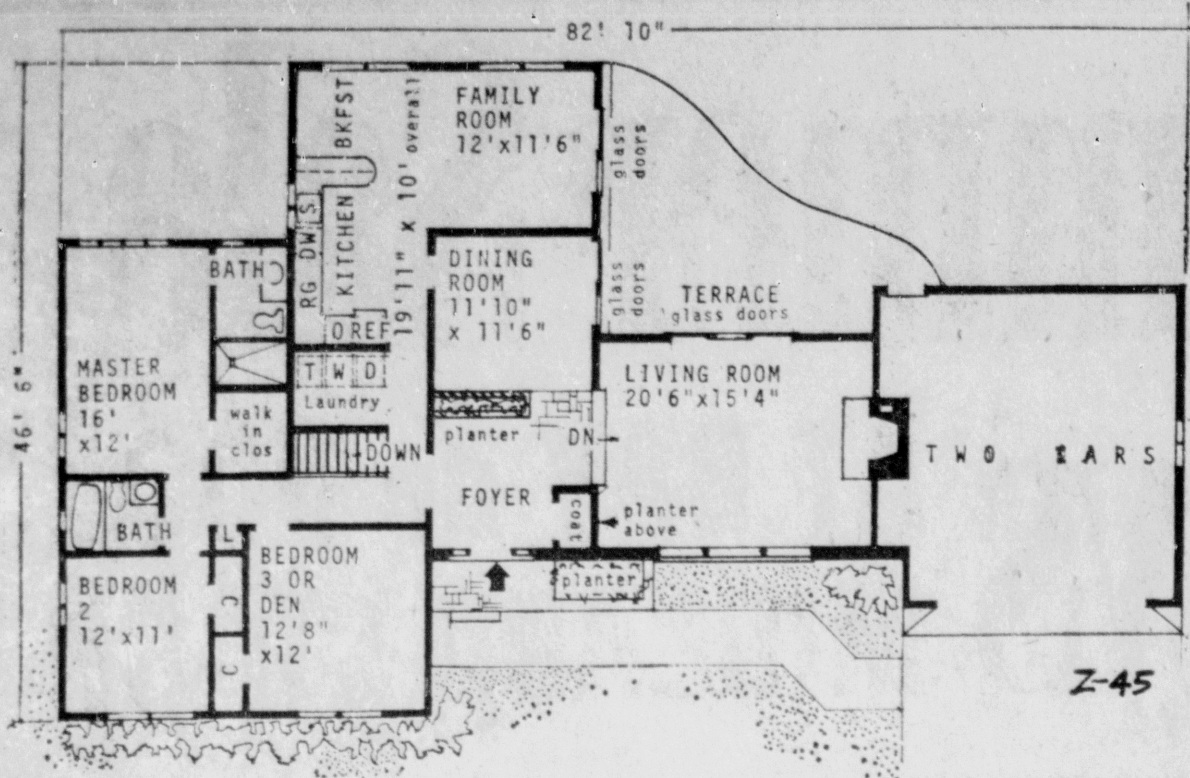 82' 10"
46' 6"
BKFST
KITCHEN
19'11" x 10' overall
RG DW S
O REF
FAMILY
ROOM
12'x11'6"
glass
doors
DINING
ROOM
11'10"
x 11'6"
glass
doors
TERRACE
glass doors
BATH
MASTER
BEDROOM
16'
x12'
walk
in
clos
T W D
Laundry
DOWN
planter
DN
LIVING ROOM
20'6"x15'4"
TWO CARS
FOYER
coat
planter
above
BATH
L
BEDROOM
2
12'x11'
C
C
BEDROOM
3 OR
DEN
12'8"
x12'
planter
Z-45